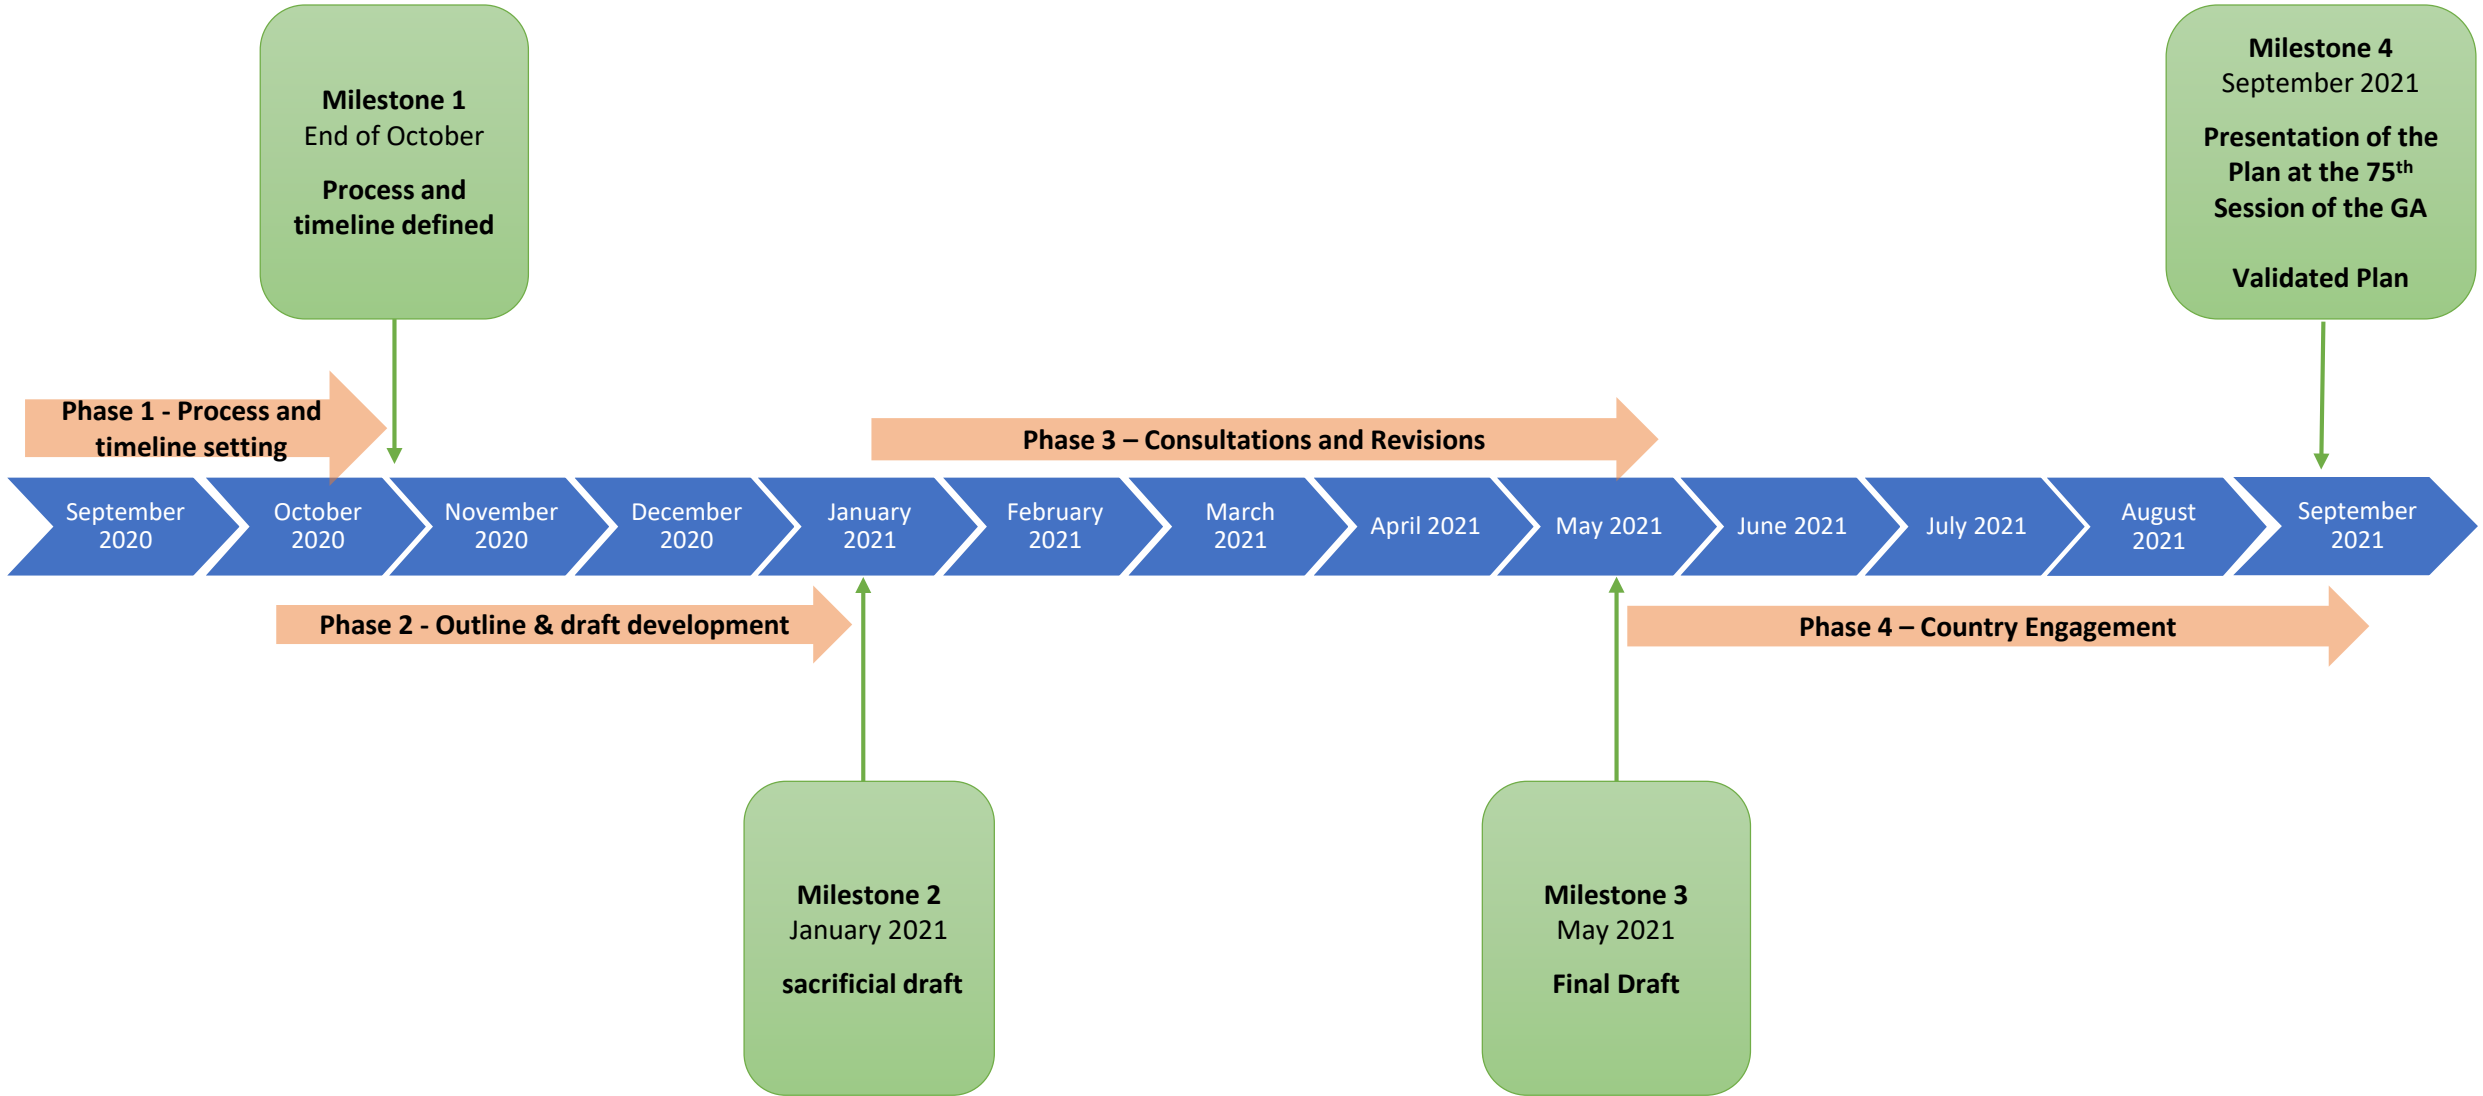 Milestone 1
End of October
Process and
timeline defined
Milestone 4
September 2021
Presentation of the
Plan at the 75th
Session of the GA
Validated Plan
Phase 1 - Process and
timeline setting
Phase 3 – Consultations and Revisions
September
2020
October
2020
November
2020
December
2020
January
2021
February
2021
March
2021
April 2021
May 2021
June 2021
July 2021
August
2021
September
2021
Phase 2 - Outline & draft development
Phase 4 – Country Engagement
Milestone 2
January 2021
sacrificial draft
Milestone 3
May 2021
Final Draft